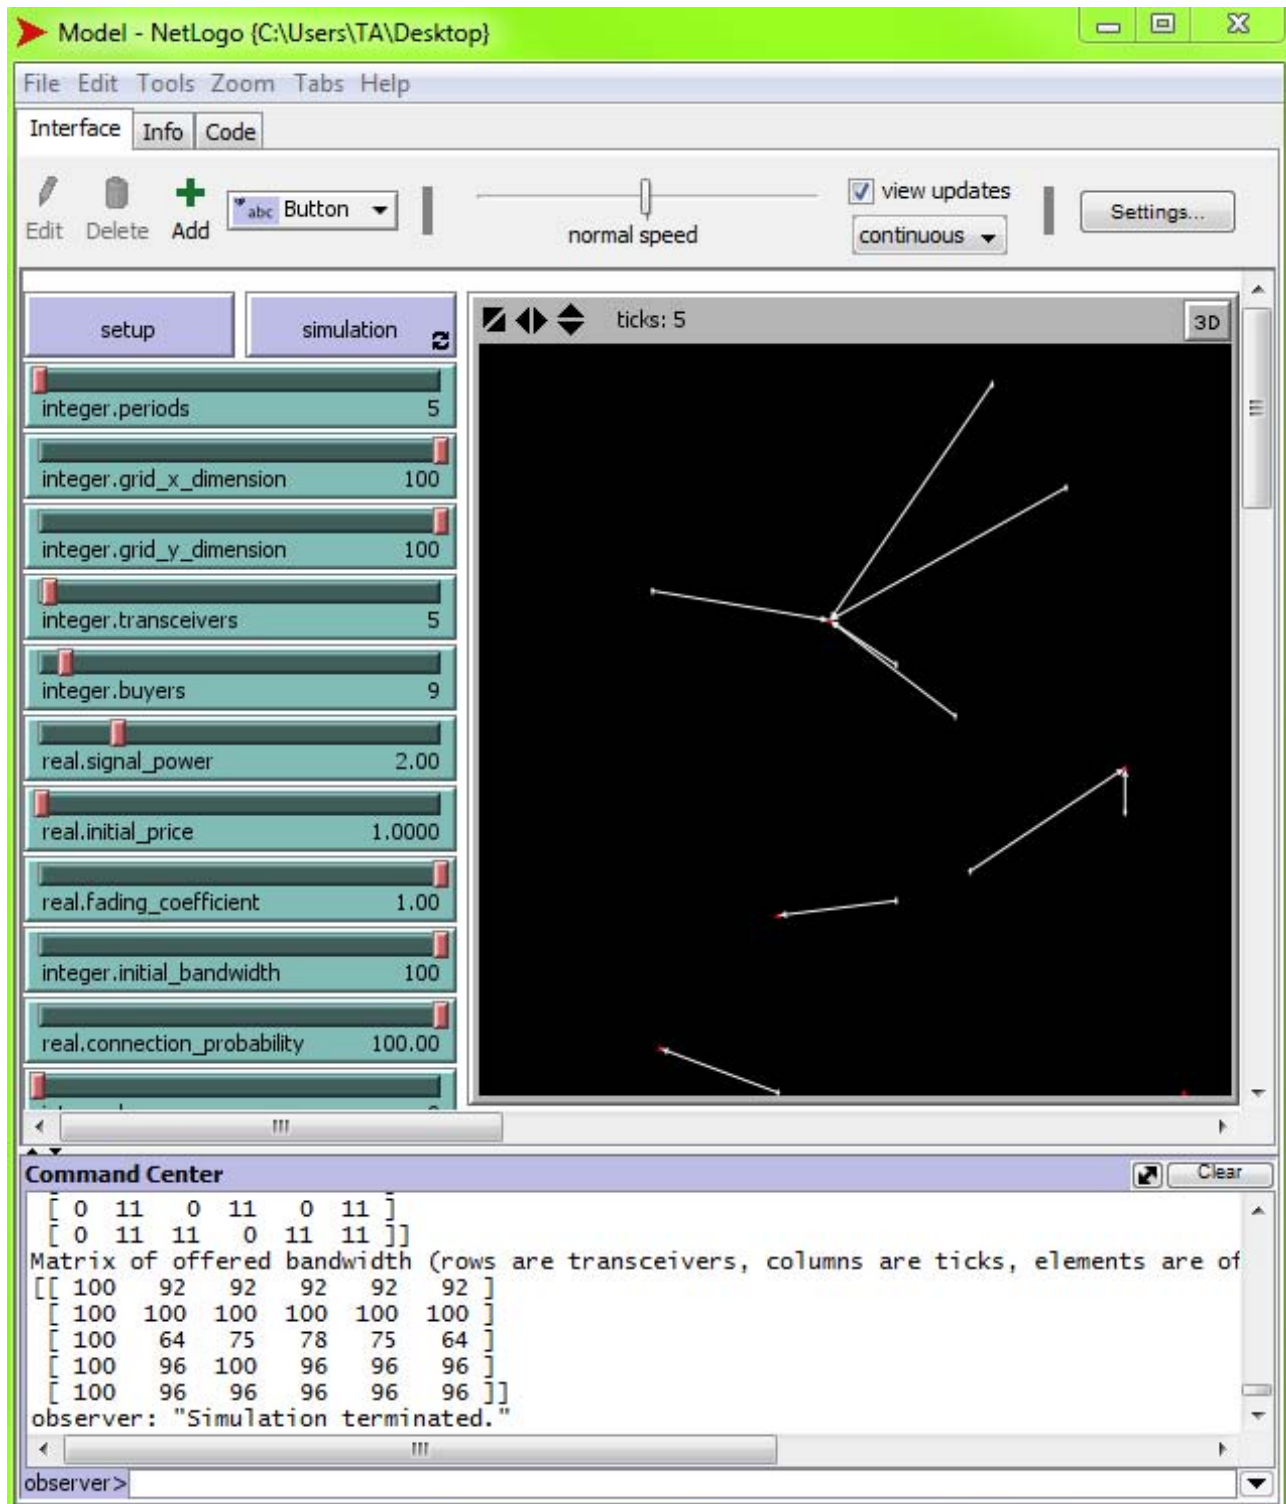 Model - NetLogo {C:\Users\TA\Desktop}
File Edit Tools Zoom Tabs Help
Interface Info Code
Edit Delete Add abc Button normal speed view updates continuous Settings...
setup simulation ticks: 5 3D
integer.periods 5
integer.grid_x_dimension 100
integer.grid_y_dimension 100
integer.transceivers 5
integer.buyers 9
real.signal_power 2.00
real.initial_price 1.0000
real.fading_coefficient 1.00
integer.initial_bandwidth 100
real.connection_probability 100.00
Command Center Clear
[ 0 11 0 11 0 11 ]
[ 0 11 11 0 11 11 ]]
Matrix of offered bandwidth (rows are transceivers, columns are ticks, elements are of
[[ 100 92 92 92 92 92 ]
[ 100 100 100 100 100 100 ]
[ 100 64 75 78 75 64 ]
[ 100 96 100 96 96 96 ]
[ 100 96 96 96 96 96 ]]
observer: "Simulation terminated."
observer>